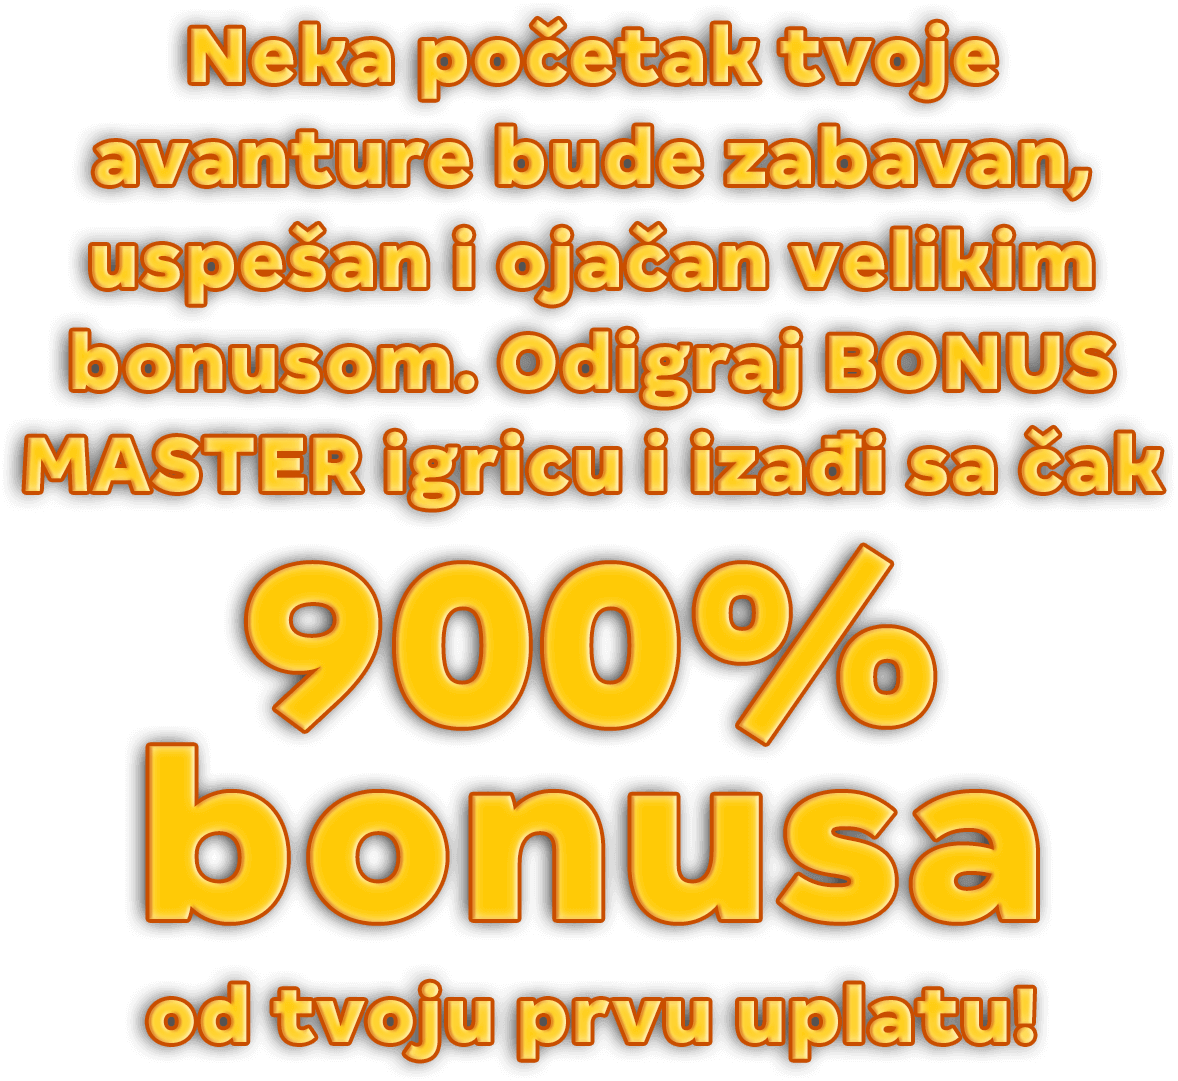 Neka početak tvoje
avanture bude zabavan,
uspešan i ojačan velikim
bonusom. Odigraj BONUS
MASTER igricu i izađi sa čak
900%
bonusa
od tvoju prvu uplatu!